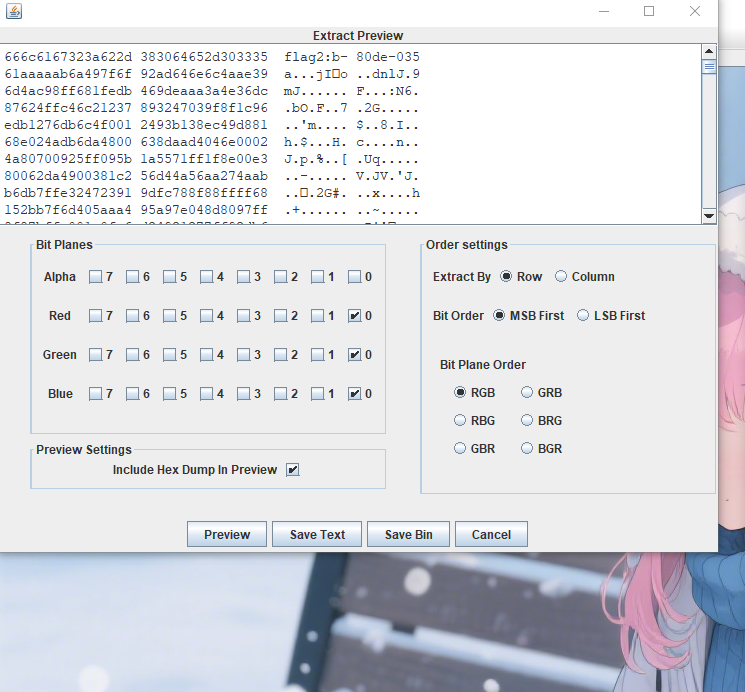 Extract Preview
666c6167323a622d 383064652d303335 flag2:b- 80de-035
61aaaaab6a497f6f 92ad646e6c4aae39 a...jI▯o ..dnlJ.9
6d4ac98ff681fedb 469deaaa3a4e36dc mJ...... F...:N6.
87624ffc46c21237 893247039f8f1c96 .bO.F..7 .2G.....
edb1276db6c4f001 2493b138ec49d881 ..'m.... $..8.I..
68e024adb6da4800 638daad4046e0002 h.$...H. c....n..
4a80700925ff095b 1a5571ff1f8e00e3 J.p.%..[ .Uq.....
80062da4900381c2 56d44a56aa274aab ..-..... V.JV.'J.
b6db7ffe32472391 9dfc788f88ffff68 ..▯.2G#. ..x....h
152bb7f6d405aaa4 95a97e048d8097ff .+...... ..~.....
Bit Planes
Alpha 7 6 5 4 3 2 1 0
Red 7 6 5 4 3 2 1 0
Green 7 6 5 4 3 2 1 0
Blue 7 6 5 4 3 2 1 0
Preview Settings
Include Hex Dump In Preview
Order settings
Extract By Row Column
Bit Order MSB First LSB First
Bit Plane Order
RGB GRB
RBG BRG
GBR BGR
Preview Save Text Save Bin Cancel